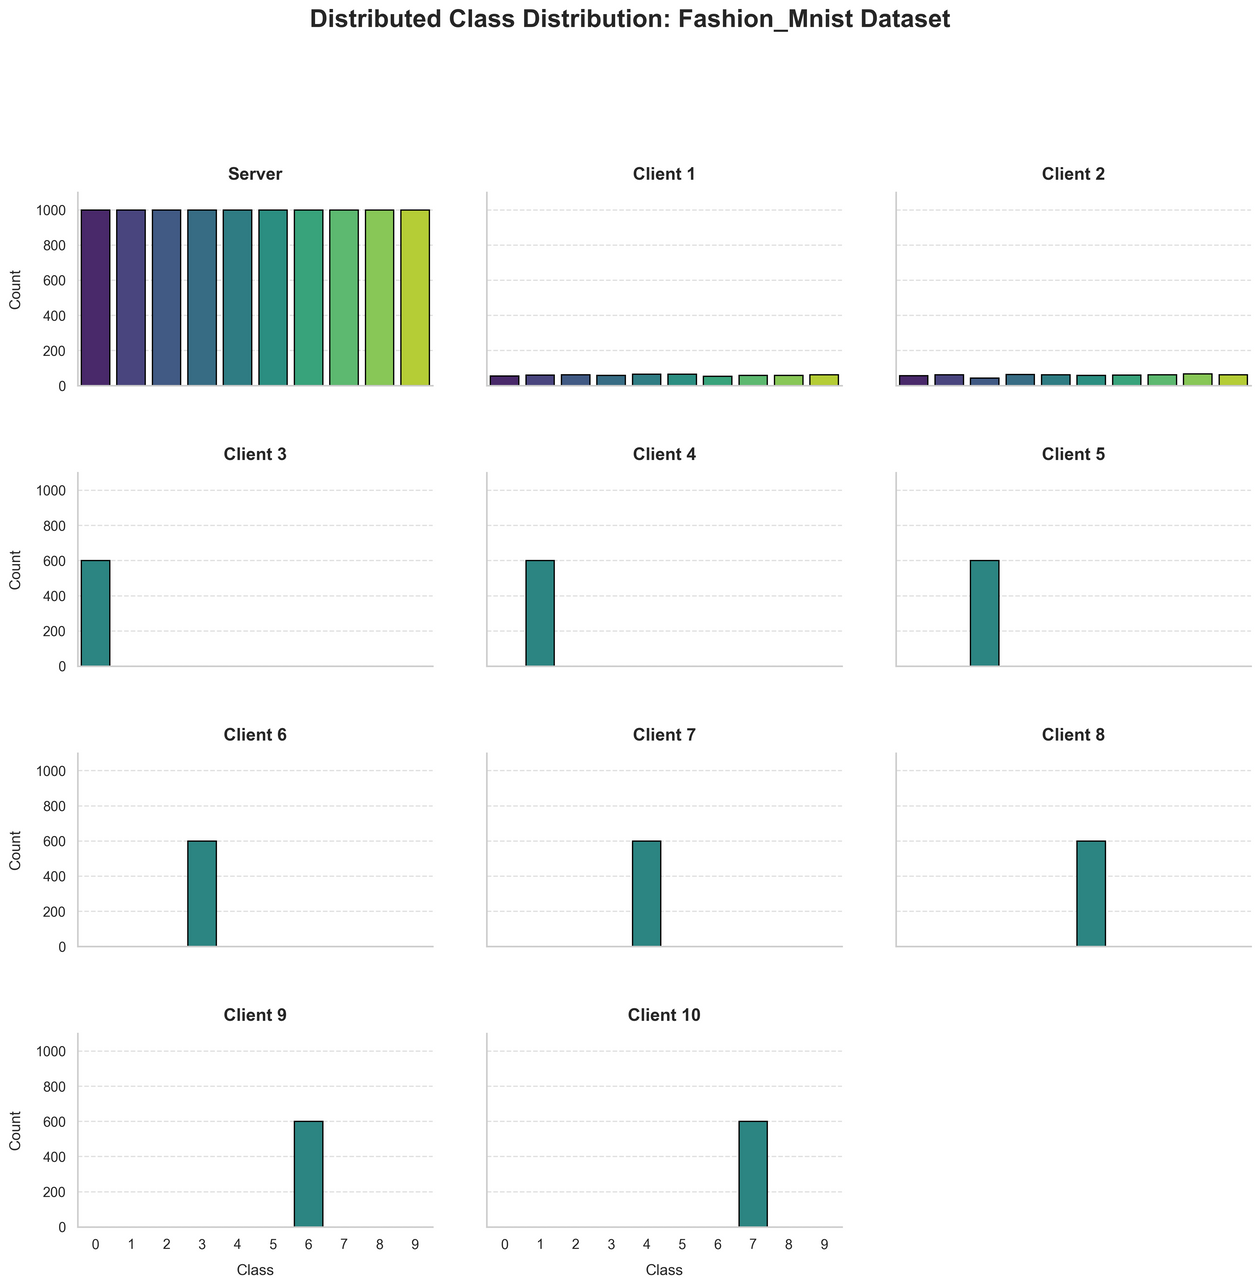 Distributed Class Distribution: Fashion_Mnist Dataset
Server
Client 1
Client 2
1000
800
600
400
200
0
Count
Client 3
Client 4
Client 5
1000
800
600
400
200
0
Count
Client 6
Client 7
Client 8
1000
800
600
400
200
0
Count
Client 9
Client 10
1000
800
600
400
200
0
Count
0 1 2 3 4 5 6 7 8 9
Class
0 1 2 3 4 5 6 7 8 9
Class